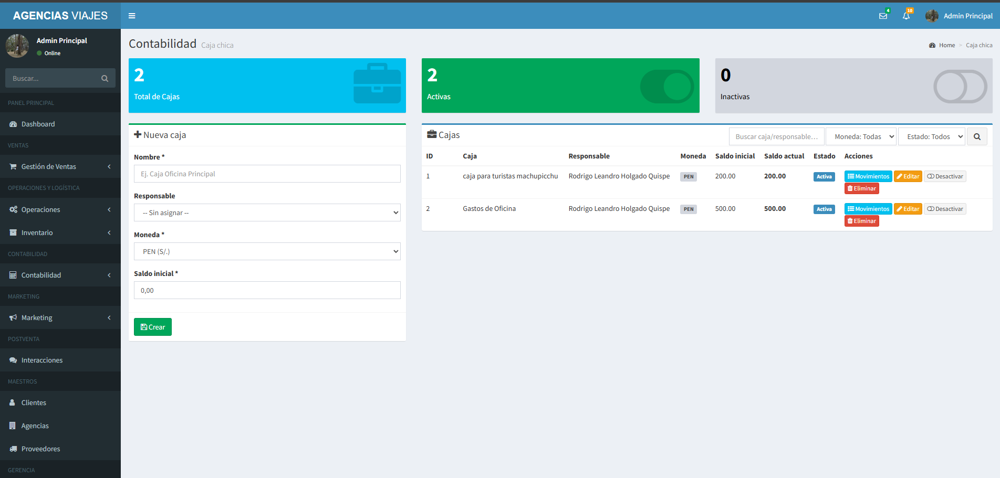 AGENCIAS VIAJES
4
10
Admin Principal
Admin Principal
Online
Buscar...
PANEL PRINCIPAL
Dashboard
VENTAS
Gestión de Ventas
OPERACIONES Y LOGÍSTICA
Operaciones
Inventario
CONTABILIDAD
Contabilidad
MARKETING
Marketing
POSTVENTA
Interacciones
MAESTROS
Clientes
Agencias
Proveedores
GERENCIA
Contabilidad Caja chica
Home > Caja chica
2
Total de Cajas
2
Activas
0
Inactivas
Nueva caja
Nombre *
Ej. Caja Oficina Principal
Responsable
-- Sin asignar --
Moneda *
PEN (S/.)
Saldo inicial *
0,00
Crear
Cajas
Buscar caja/responsable... Moneda: Todas Estado: Todos
ID Caja Responsable Moneda Saldo inicial Saldo actual Estado Acciones
1 caja para turistas machupicchu Rodrigo Leandro Holgado Quispe PEN 200.00 200.00 Activa Movimientos Editar Desactivar
Eliminar
2 Gastos de Oficina Rodrigo Leandro Holgado Quispe PEN 500.00 500.00 Activa Movimientos Editar Desactivar
Eliminar